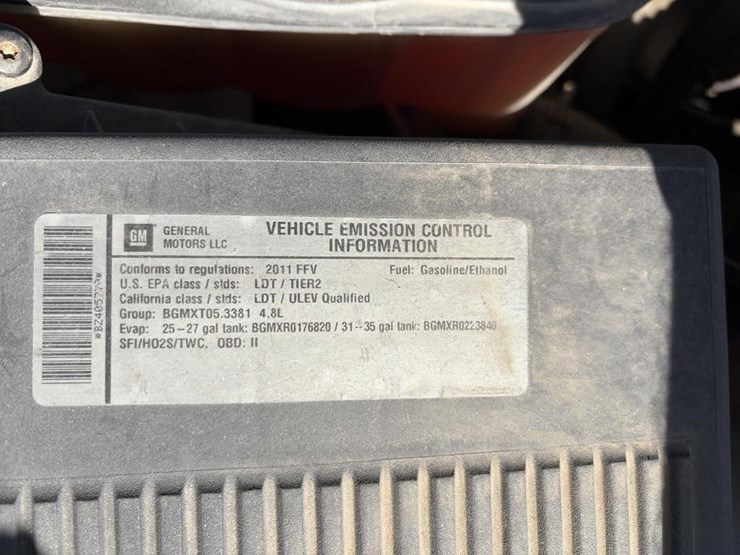 GM GENERAL MOTORS LLC
VEHICLE EMISSION CONTROL
INFORMATION
Conforms to regulations: 2011 FFV Fuel: Gasoline/Ethanol
U.S. EPA class / stds: LDT / TIER2
California class / stds: LDT / ULEV Qualified
Group: BGMXT05.3381 4.8L
Evap: 25-27 gal tank: BGMXR0176820 / 31-35 gal tank: BGMXR0223840
SFI/HO2S/TWC, OBD: II